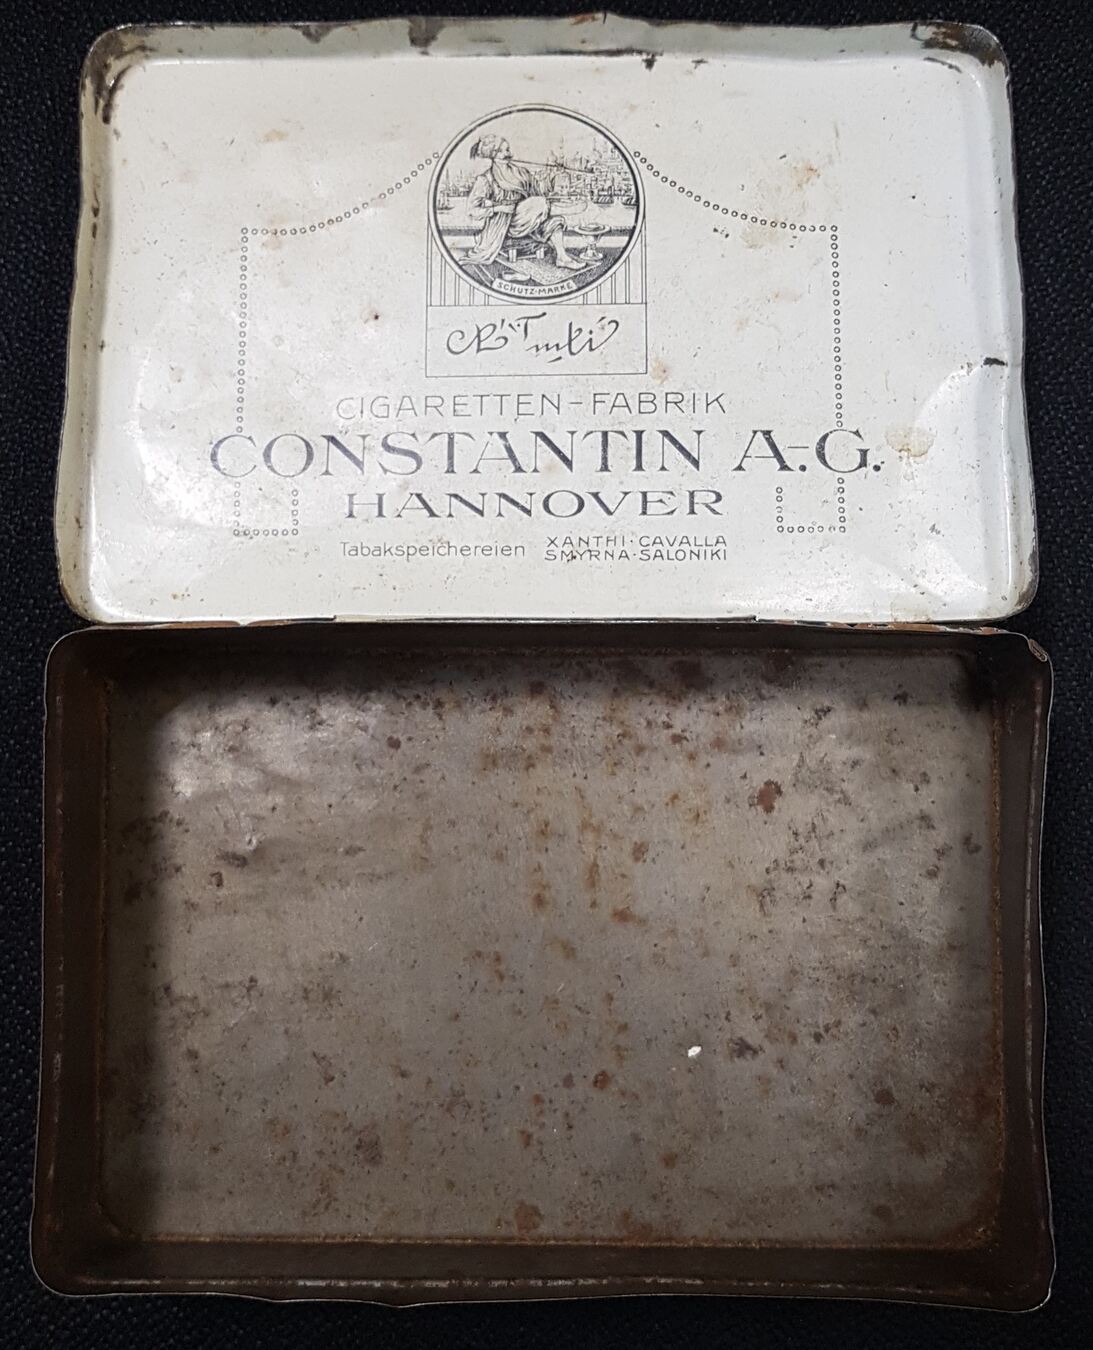 SCHUTZ-MARKE
CIGARETTEN-FABRIK
CONSTANTIN A-G.
HANNOVER
Tabakspeichereien XANTHI·CAVALLA
SMYRNA·SALONIKI